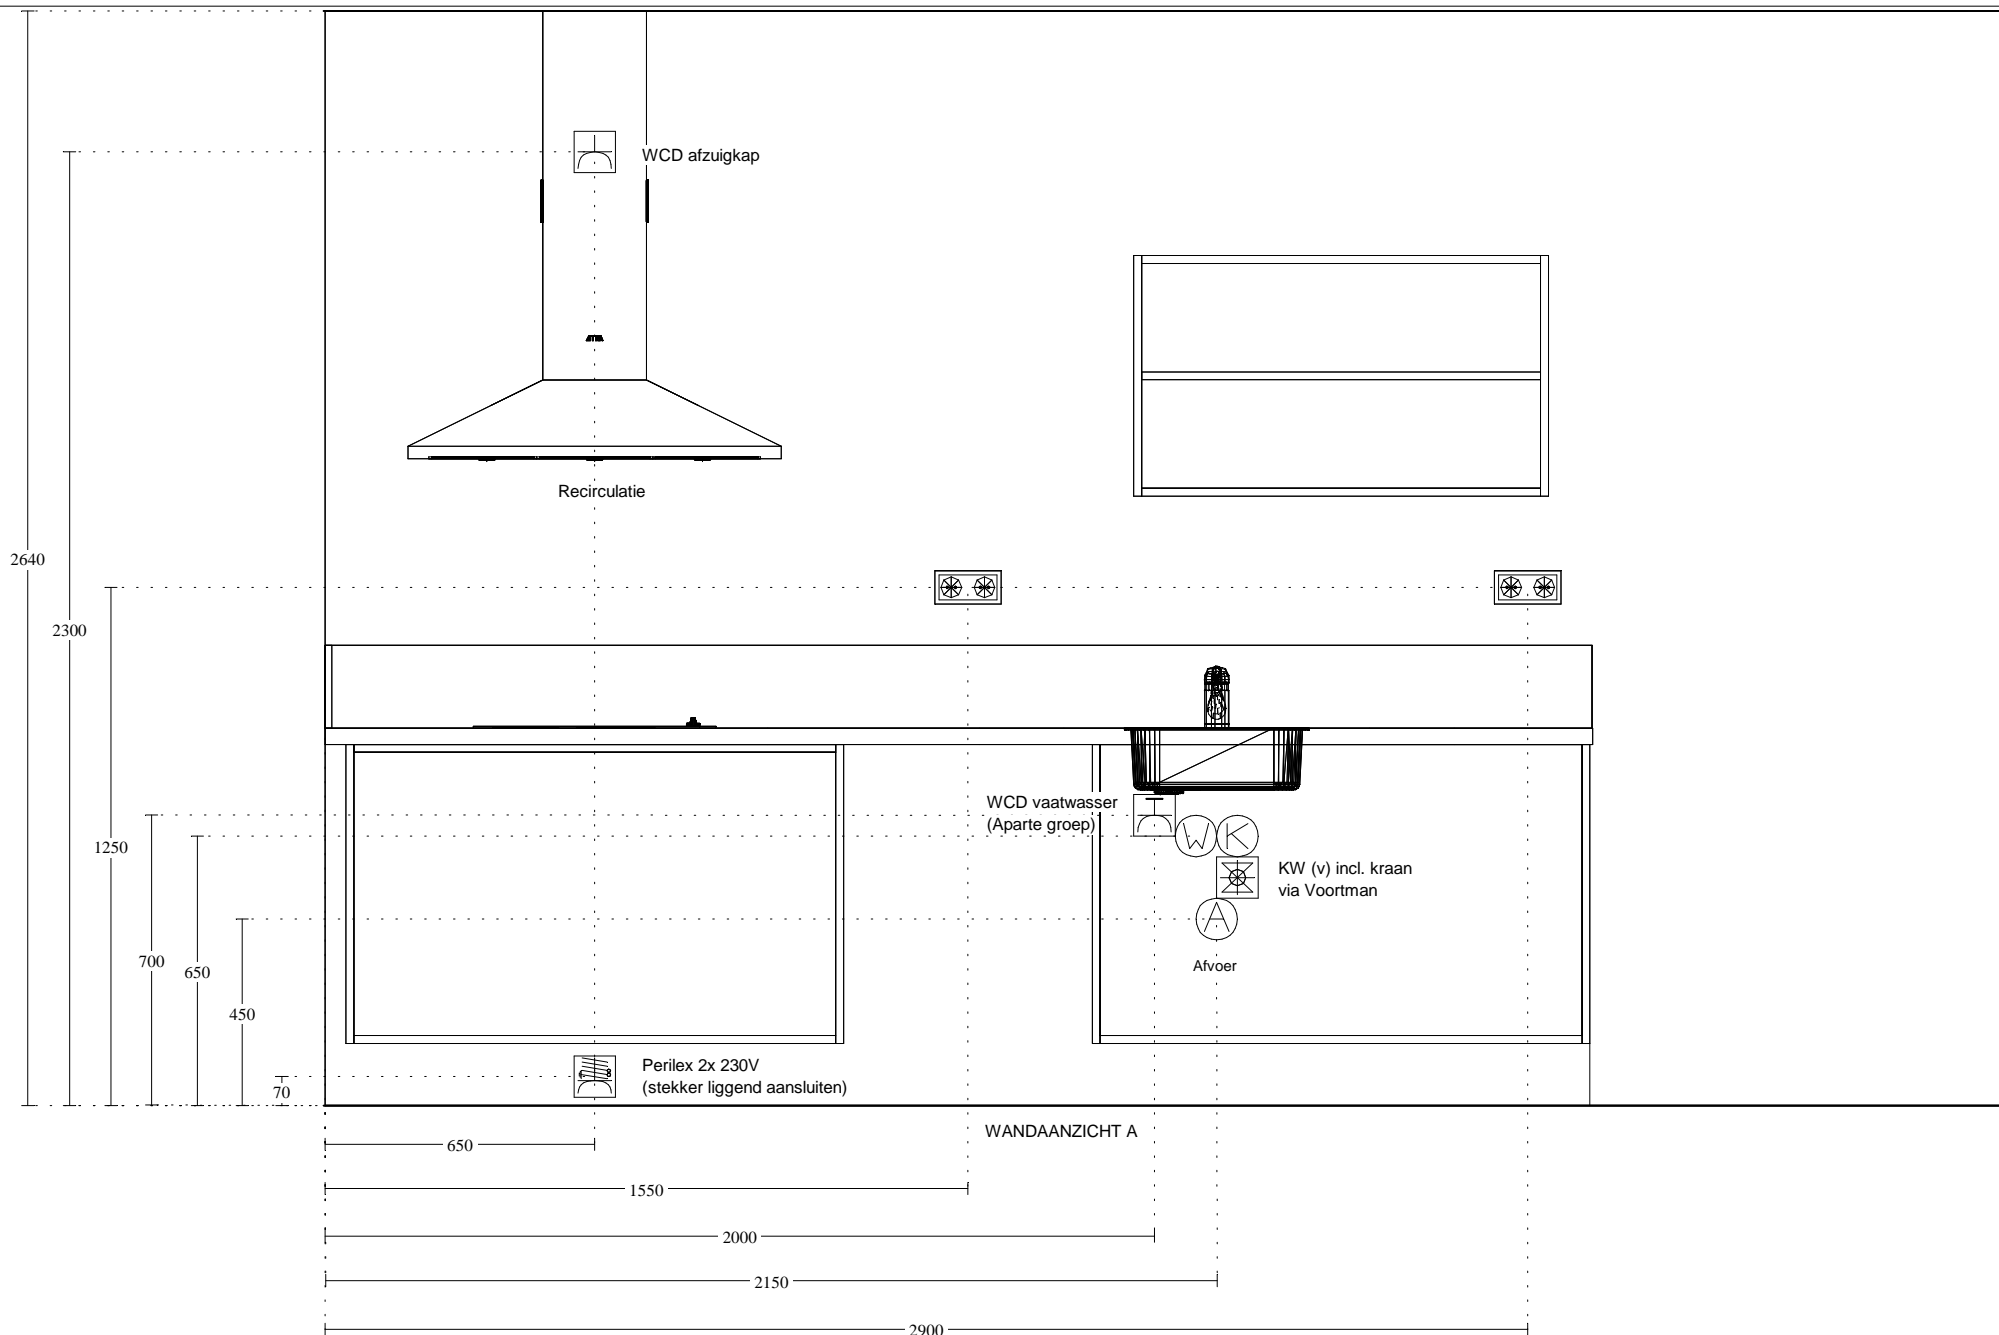 WCD afzuigkap
Recirculatie
2640
2300
1250
700
650
450
70
WCD vaatwasser
(Aparte groep)
W K
KW (v) incl. kraan
via Voortman
A
Afvoer
Perilex 2x 230V
(stekker liggend aansluiten)
WANDAANZICHT A
650
1550
2000
2150
2900